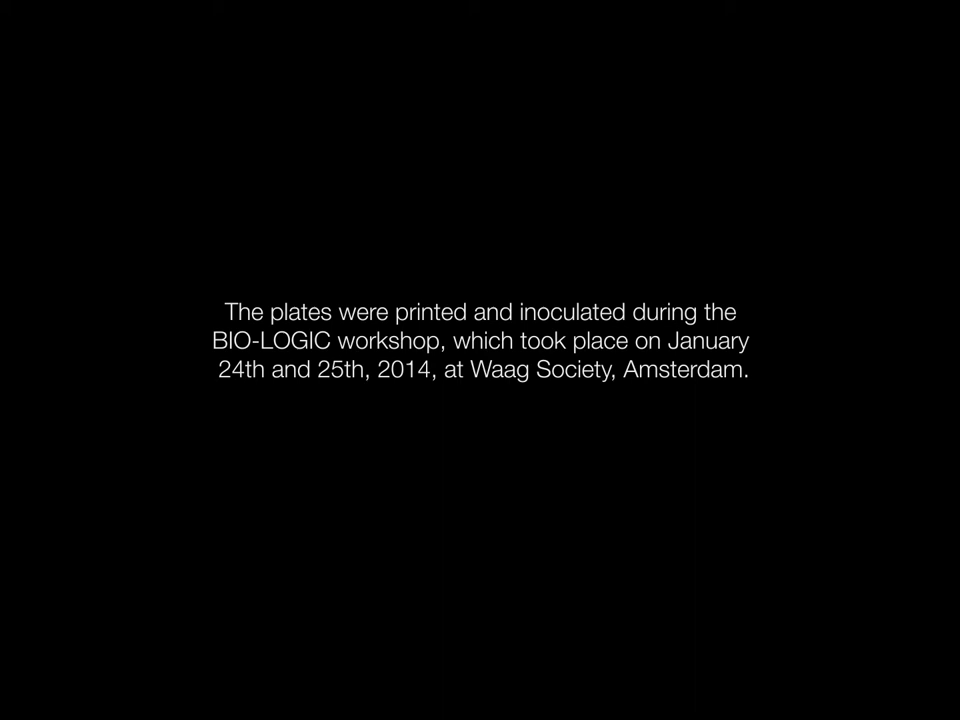 The plates were printed and inoculated during the
BIO-LOGIC workshop, which took place on January
24th and 25th, 2014, at Waag Society, Amsterdam.